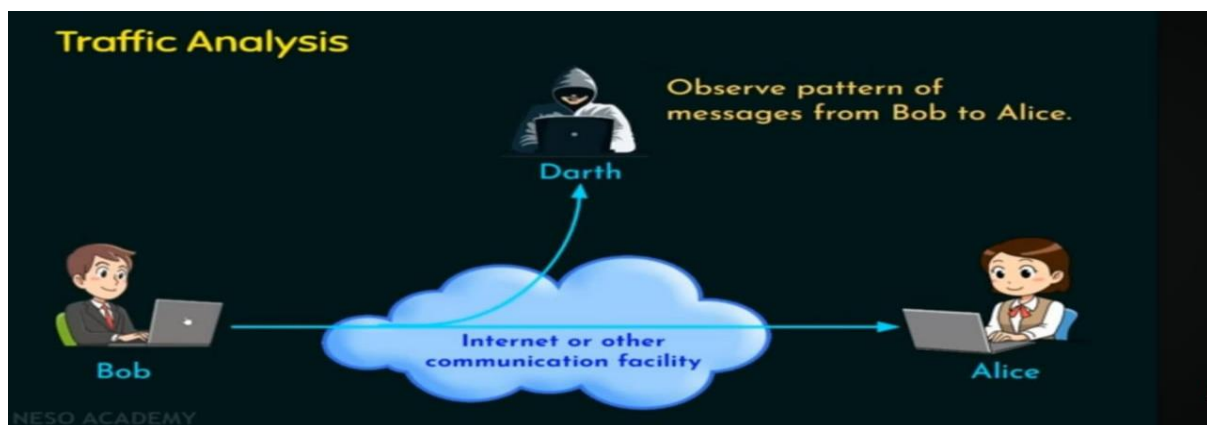 Traffic Analysis
Observe pattern of
messages from Bob to Alice.
Darth
Internet or other
communication facility
Bob
Alice
NESO ACADEMY